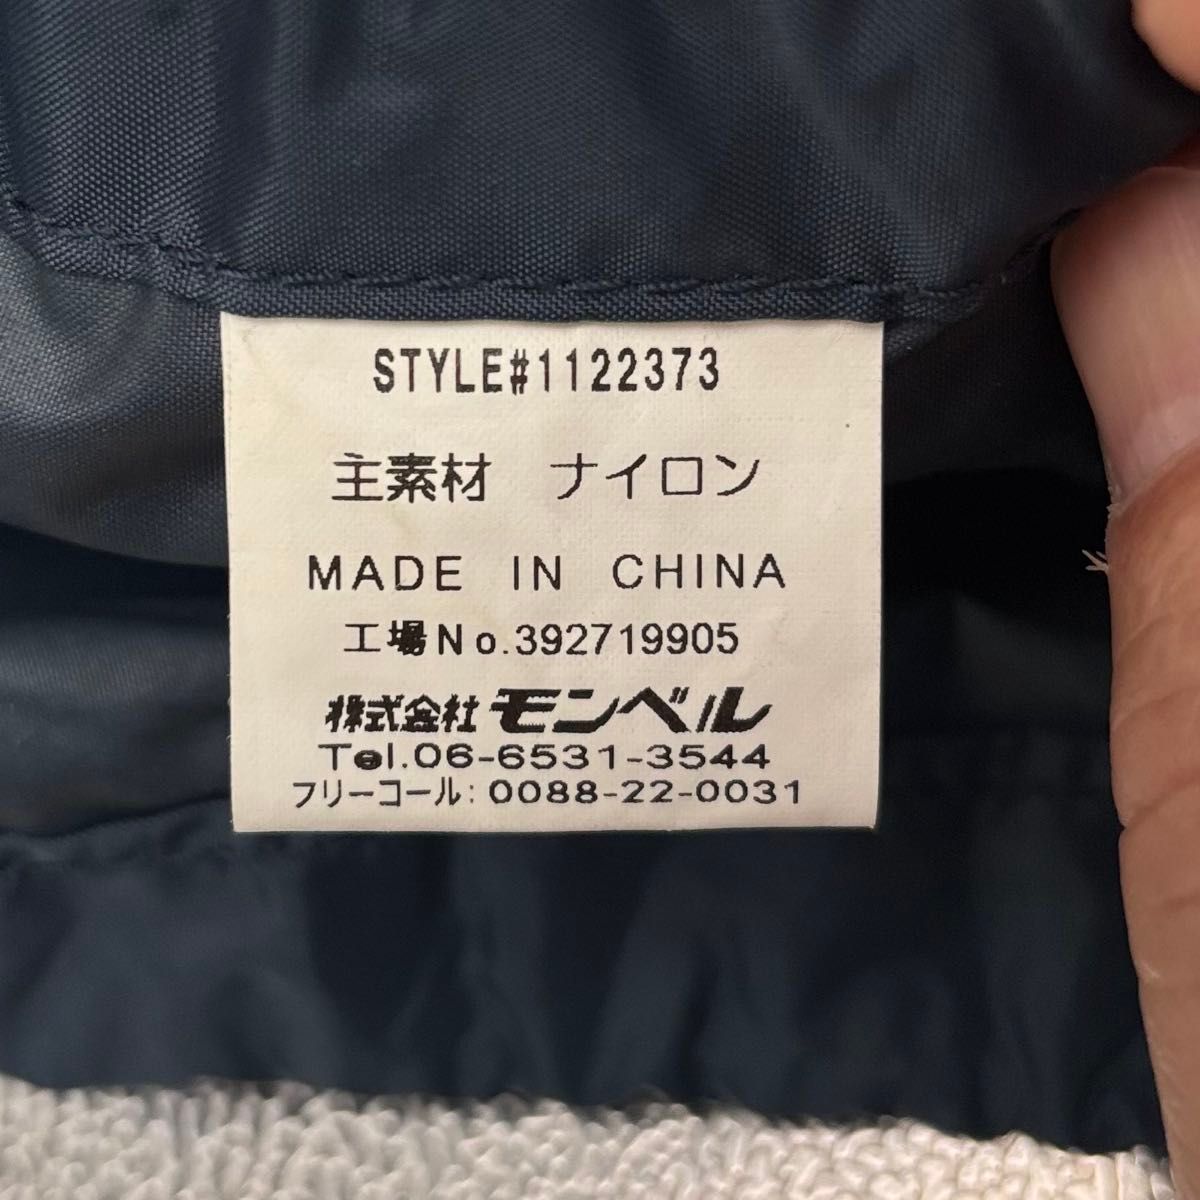 STYLE#1122373
主素材　ナイロン
MADE IN CHINA
工場No.392719905
株式会社モンベル
Tel.06-6531-3544
フリーコール:0088-22-0031